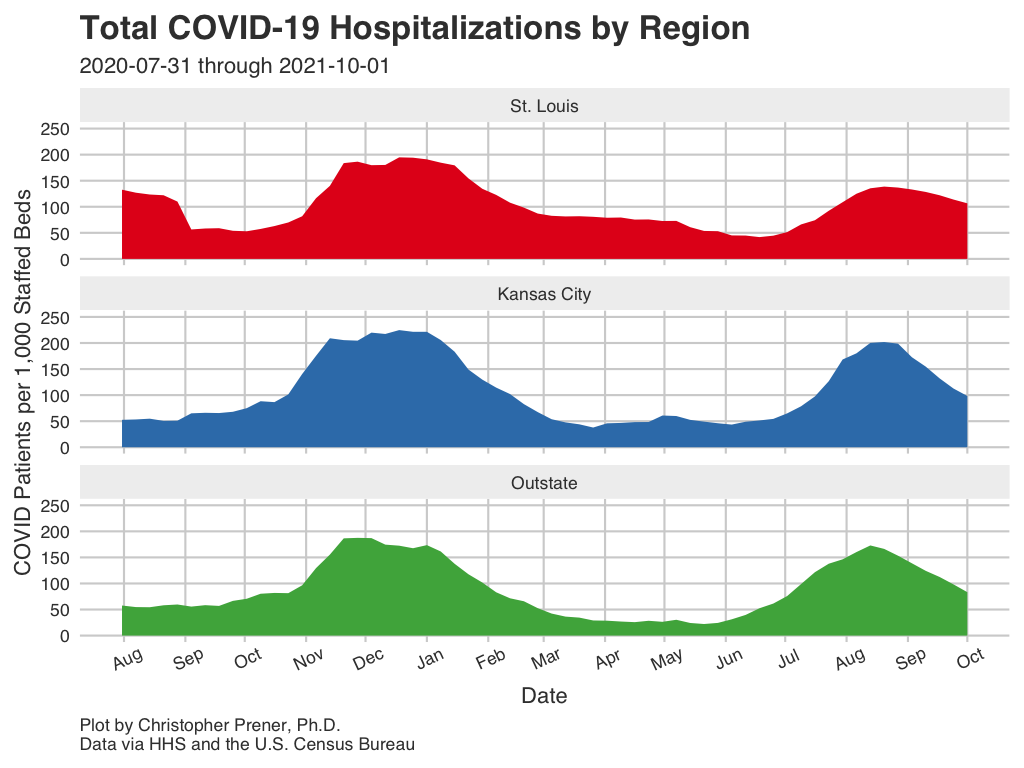 Total COVID-19 Hospitalizations by Region
2020-07-31 through 2021-10-01
St. Louis
250
200
150
100
50
0
Kansas City
250
200
150
100
50
0
Outstate
250
200
150
100
50
0
COVID Patients per 1,000 Staffed Beds
Aug Sep Oct Nov Dec Jan Feb Mar Apr May Jun Jul Aug Sep Oct
Date
Plot by Christopher Prener, Ph.D.
Data via HHS and the U.S. Census Bureau